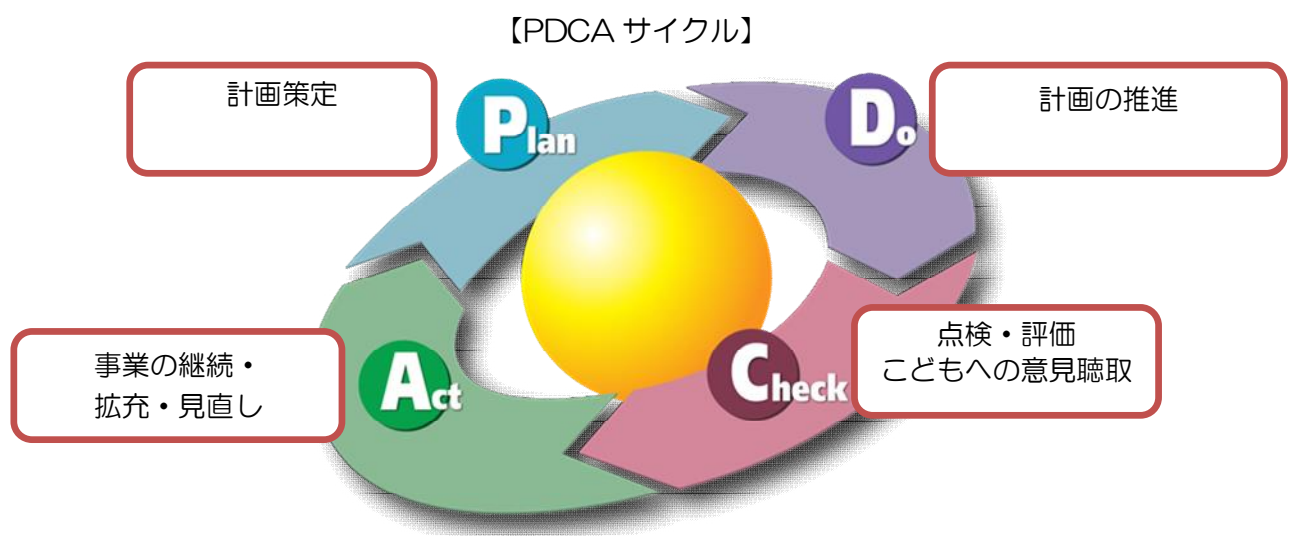 【PDCA サイクル】
計画策定
Plan
Do
計画の推進
事業の継続・
拡充・見直し
Act
Check
点検・評価
こどもへの意見聴取